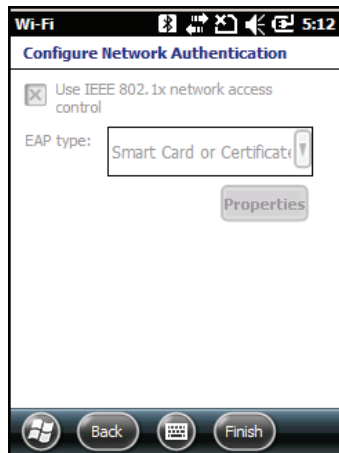 Wi-Fi 5:12
Configure Network Authentication
Use IEEE 802.1x network access
control
EAP type:
Smart Card or Certificate
Properties
Back Finish